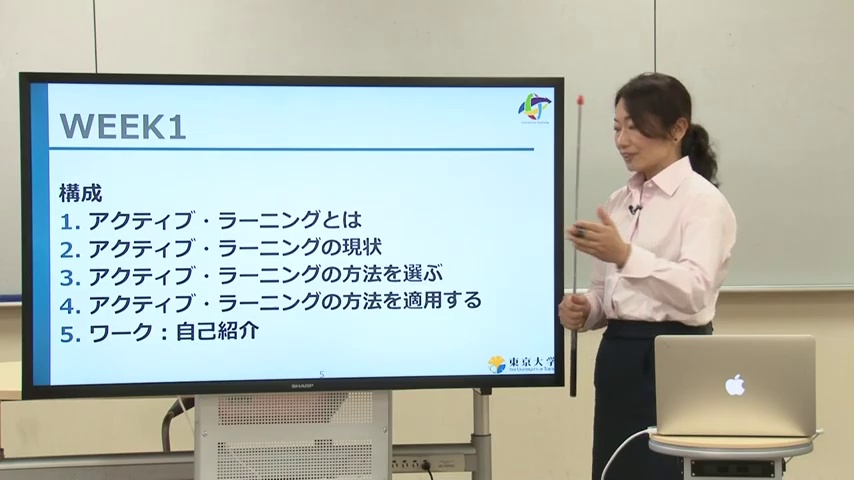 WEEK1
構成
1. アクティブ・ラーニングとは
2. アクティブ・ラーニングの現状
3. アクティブ・ラーニングの方法を選ぶ
4. アクティブ・ラーニングの方法を適用する
5. ワーク：自己紹介
5
東京大学
SHARP